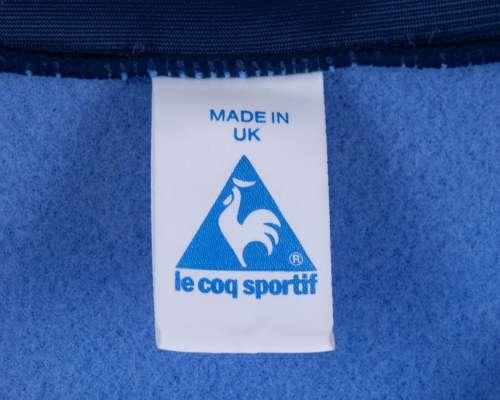 MADE IN
UK
®
le coq sportif